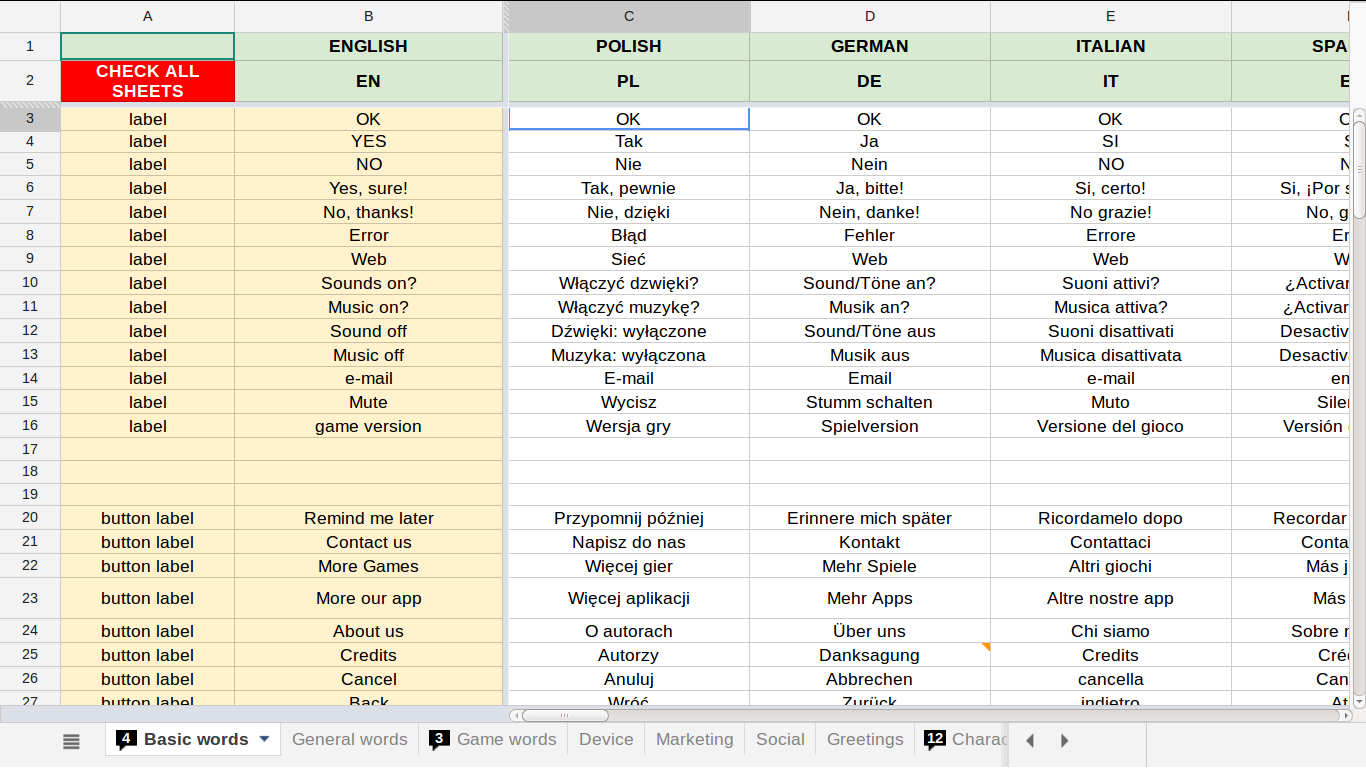 A B C D E
1 ENGLISH POLISH GERMAN ITALIAN SPA
2 CHECK ALL SHEETS EN PL DE IT E
3 label OK OK OK OK
4 label YES Tak Ja SI
5 label NO Nie Nein NO
6 label Yes, sure! Tak, pewnie Ja, bitte! Si, certo! Si, ¡Por
7 label No, thanks! Nie, dzięki Nein, danke! No grazie! No, g
8 label Error Błąd Fehler Errore Er
9 label Web Sieć Web Web W
10 label Sounds on? Włączyć dzwięki? Sound/Töne an? Suoni attivi? ¿Activar
11 label Music on? Włączyć muzykę? Musik an? Musica attiva? ¿Activar
12 label Sound off Dźwięki: wyłączone Sound/Töne aus Suoni disattivati Desactiv
13 label Music off Muzyka: wyłączona Musik aus Musica disattivata Desactiv
14 label e-mail E-mail Email e-mail em
15 label Mute Wycisz Stumm schalten Muto Siler
16 label game version Wersja gry Spielversion Versione del gioco Versión
17
18
19
20 button label Remind me later Przypomnij później Erinnere mich später Ricordamelo dopo Recordar
21 button label Contact us Napisz do nas Kontakt Contattaci Conta
22 button label More Games Więcej gier Mehr Spiele Altri giochi Más j
23 button label More our app Więcej aplikacji Mehr Apps Altre nostre app Más
24 button label About us O autorach Über uns Chi siamo Sobre
25 button label Credits Autorzy Danksagung Credits Cré
26 button label Cancel Anuluj Abbrechen cancella Can
27 button label Back Wróć Zurück indietro At
4 Basic words General words 3 Game words Device Marketing Social Greetings 12 Charac